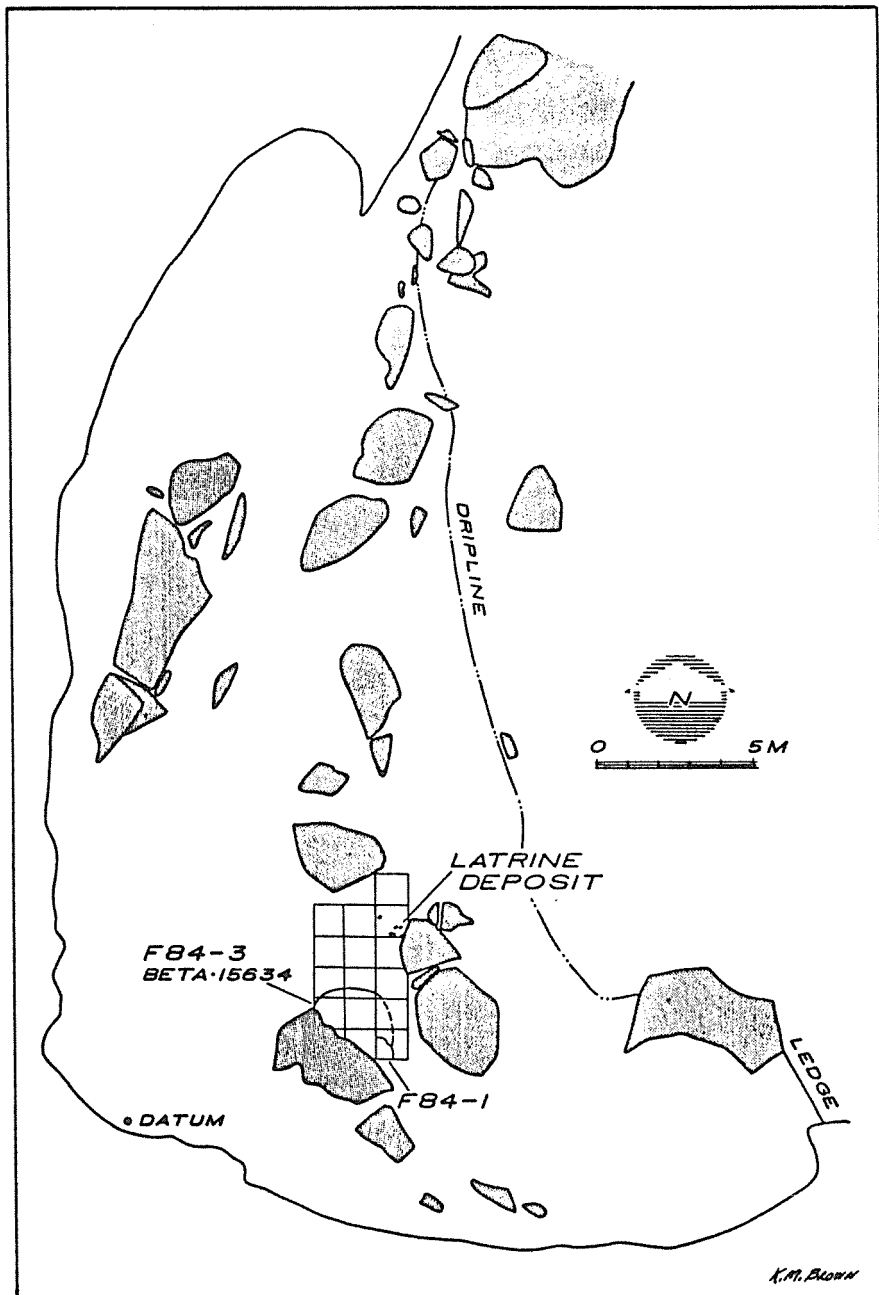 DRIPLINE
N
0 5 M
LATRINE
DEPOSIT
F84-3
BETA·15634
F84-1
DATUM
LEDGE
K.M. BROWN